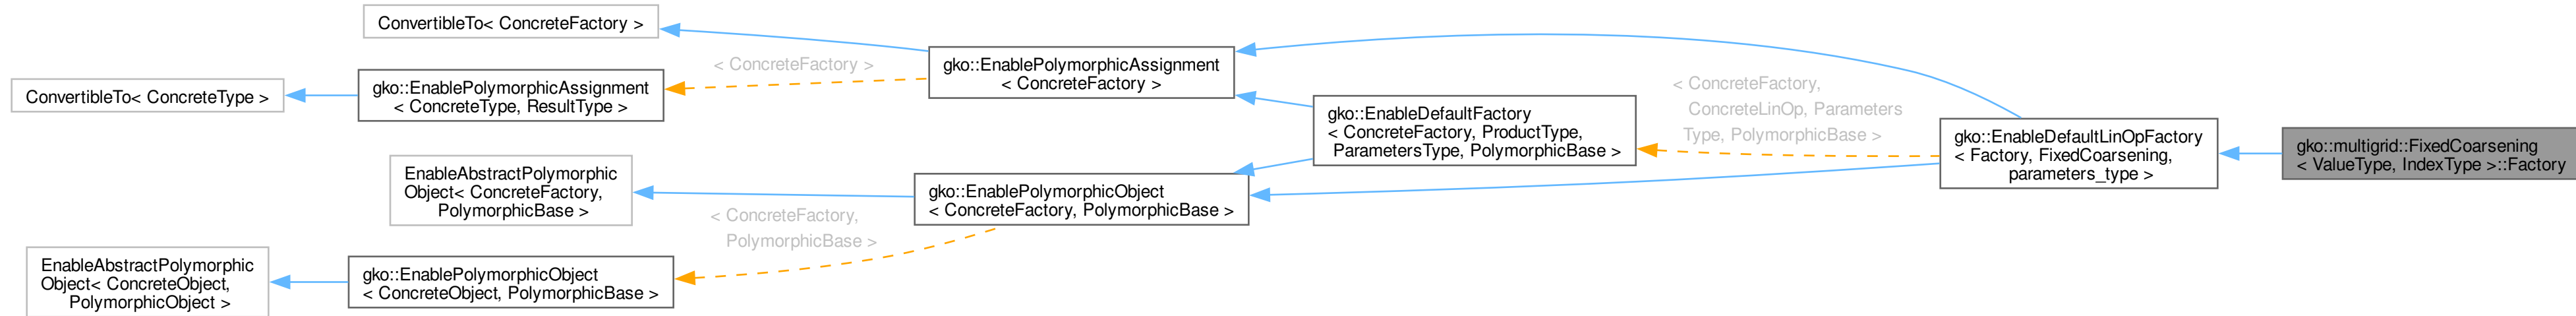 ConvertibleTo< ConcreteFactory >
ConvertibleTo< ConcreteType >
gko::EnablePolymorphicAssignment
< ConcreteType, ResultType >
< ConcreteFactory >
gko::EnablePolymorphicAssignment
< ConcreteFactory >
EnableAbstractPolymorphic
Object< ConcreteFactory,
PolymorphicBase >
EnableAbstractPolymorphic
Object< ConcreteObject,
PolymorphicObject >
gko::EnablePolymorphicObject
< ConcreteObject, PolymorphicBase >
< ConcreteFactory,
PolymorphicBase >
gko::EnablePolymorphicObject
< ConcreteFactory, PolymorphicBase >
gko::EnableDefaultFactory
< ConcreteFactory, ProductType,
ParametersType, PolymorphicBase >
< ConcreteFactory,
ConcreteLinOp, Parameters
Type, PolymorphicBase >
gko::EnableDefaultLinOpFactory
< Factory, FixedCoarsening,
parameters_type >
gko::multigrid::FixedCoarsening
< ValueType, IndexType >::Factory